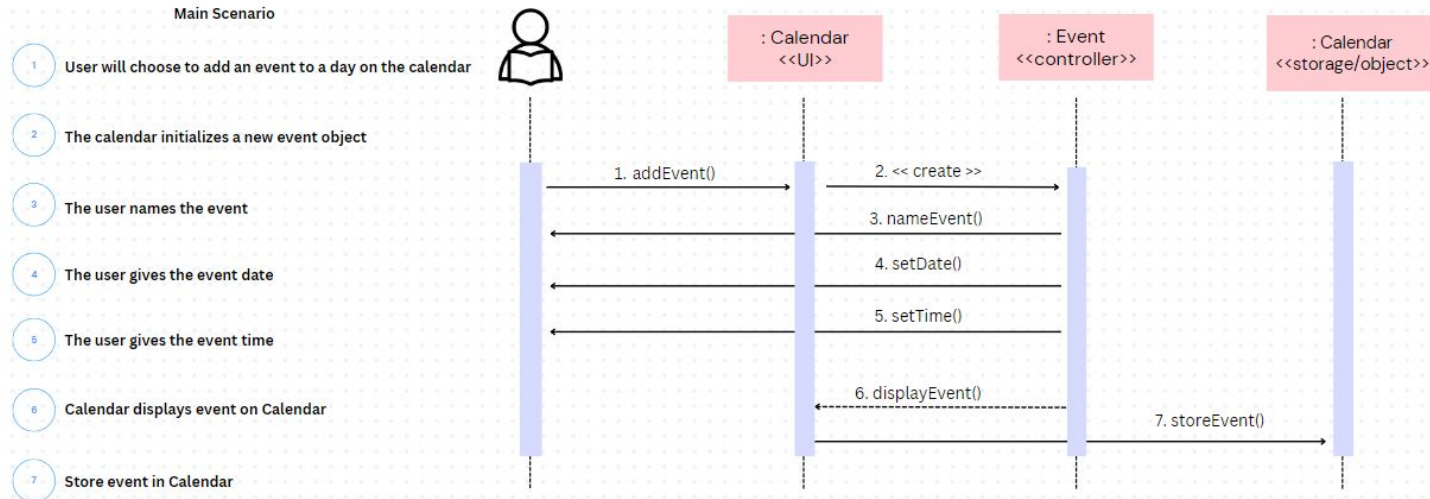 Main Scenario
1 User will choose to add an event to a day on the calendar
2 The calendar initializes a new event object
3 The user names the event
4 The user gives the event date
5 The user gives the event time
6 Calendar displays event on Calendar
7 Store event in Calendar
: Calendar
<<UI>>
: Event
<<controller>>
: Calendar
<<storage/object>>
1. addEvent()
2. << create >>
3. nameEvent()
4. setDate()
5. setTime()
6. displayEvent()
7. storeEvent()